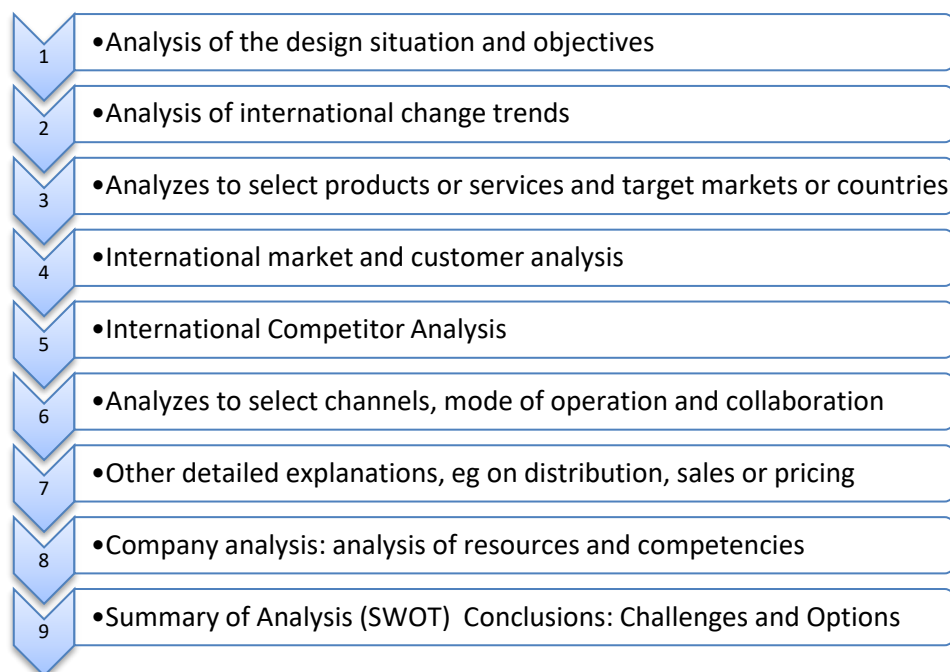 1 •Analysis of the design situation and objectives
2 •Analysis of international change trends
3 •Analyzes to select products or services and target markets or countries
4 •International market and customer analysis
5 •International Competitor Analysis
6 •Analyzes to select channels, mode of operation and collaboration
7 •Other detailed explanations, eg on distribution, sales or pricing
8 •Company analysis: analysis of resources and competencies
9 •Summary of Analysis (SWOT)  Conclusions: Challenges and Options